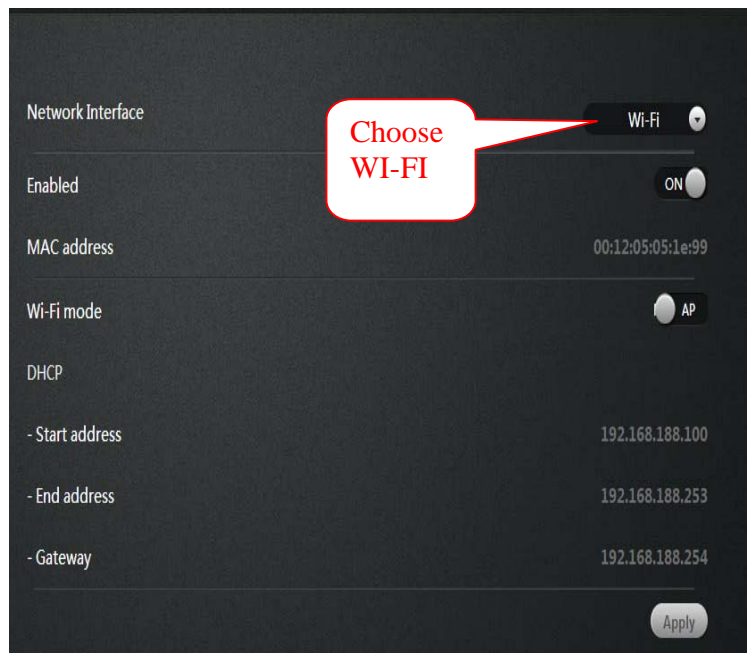 Network Interface
Choose
WI-FI
Wi-Fi
Enabled
ON
MAC address
00:12:05:05:1e:99
Wi-Fi mode
AP
DHCP
- Start address
192.168.188.100
- End address
192.168.188.253
- Gateway
192.168.188.254
Apply